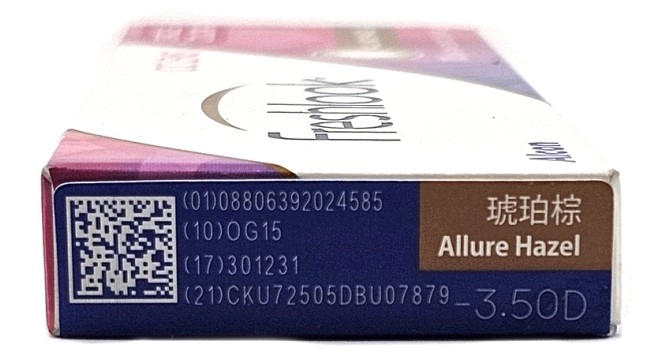 freshlook
Alcon
(01)08806392024585
(10)OG15
(17)301231
(21)CKU72505DBU07879
-3.50D
琥珀棕
Allure Hazel